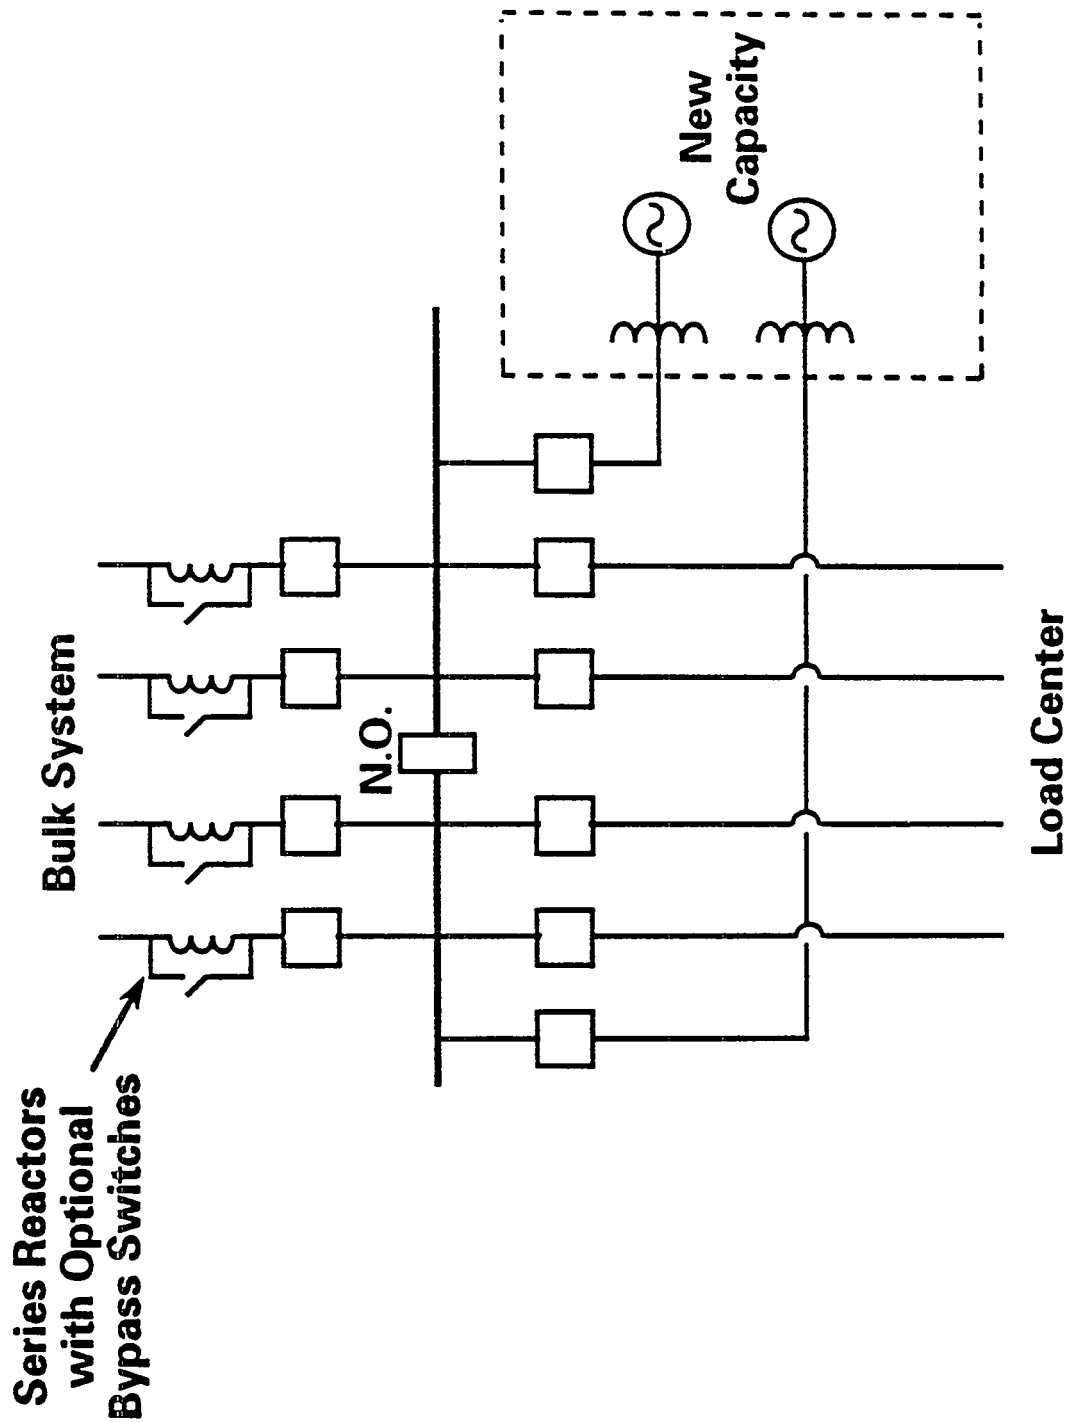 Series Reactors
with Optional
Bypass Switches
Bulk System
N.O.
New
Capacity
Load Center